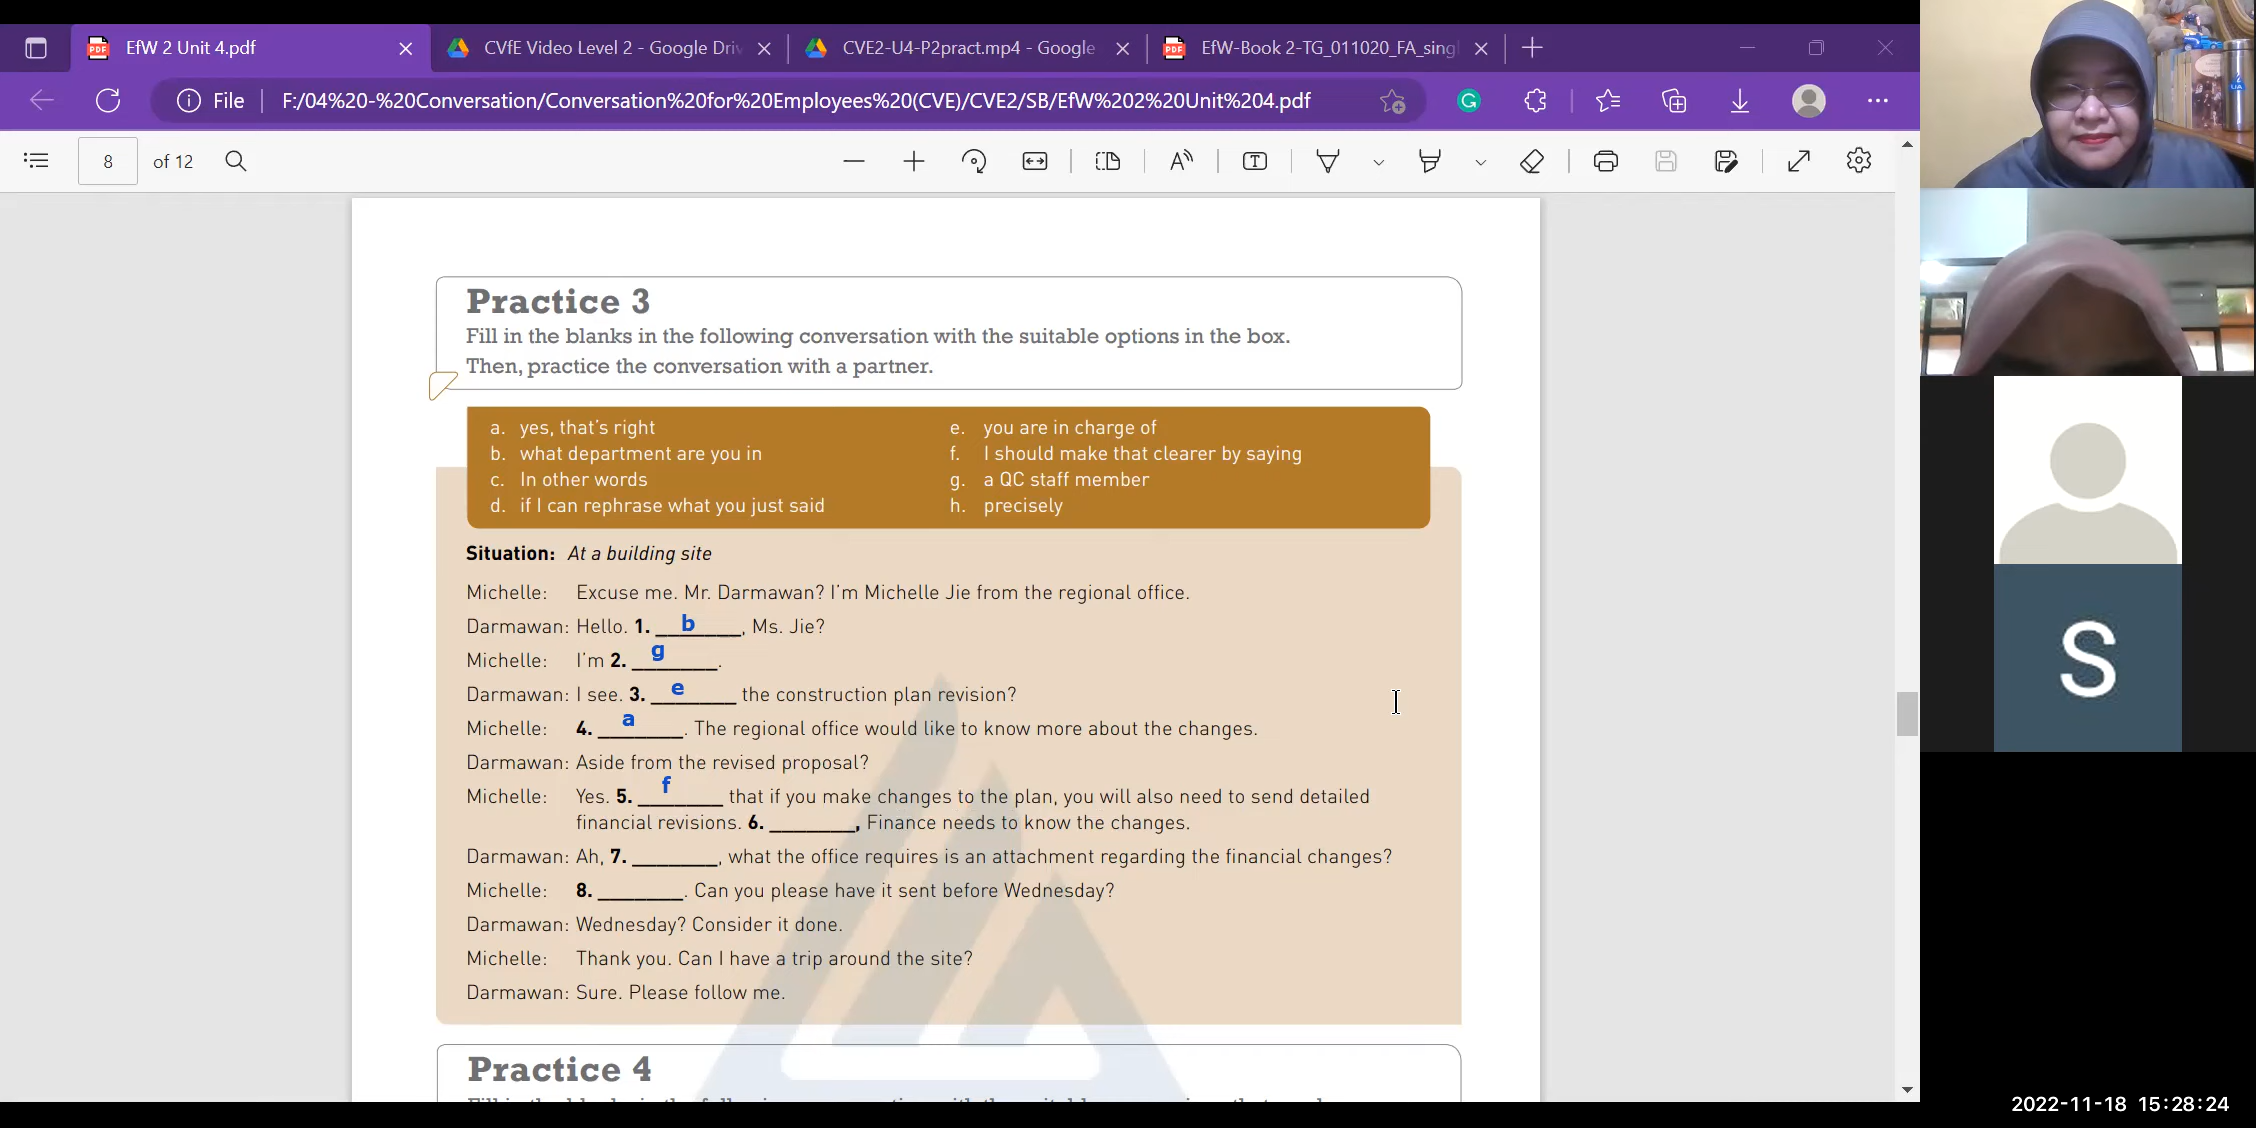 EfW 2 Unit 4.pdf
CVfE Video Level 2 - Google Driv
CVE2-U4-P2pract.mp4 - Google
EfW-Book 2-TG_011020_FA_singl
File F:/04%20-%20Conversation/Conversation%20for%20Employees%20(CVE)/CVE2/SB/EfW%202%20Unit%204.pdf
8 of 12
Practice 3
Fill in the blanks in the following conversation with the suitable options in the box.
Then, practice the conversation with a partner.
a. yes, that's right
b. what department are you in
c. In other words
d. if I can rephrase what you just said
e. you are in charge of
f. I should make that clearer by saying
g. a QC staff member
h. precisely
Situation: At a building site
Michelle: Excuse me. Mr. Darmawan? I'm Michelle Jie from the regional office.
Darmawan: Hello. 1. ___b___, Ms. Jie?
Michelle: I'm 2. ___g___.
Darmawan: I see. 3. ___e___ the construction plan revision?
Michelle: 4. ___a___. The regional office would like to know more about the changes.
Darmawan: Aside from the revised proposal?
Michelle: Yes. 5. ___f___ that if you make changes to the plan, you will also need to send detailed
financial revisions. 6. _______, Finance needs to know the changes.
Darmawan: Ah, 7. _______, what the office requires is an attachment regarding the financial changes?
Michelle: 8. _______. Can you please have it sent before Wednesday?
Darmawan: Wednesday? Consider it done.
Michelle: Thank you. Can I have a trip around the site?
Darmawan: Sure. Please follow me.
Practice 4
S
2022-11-18 15:28:24